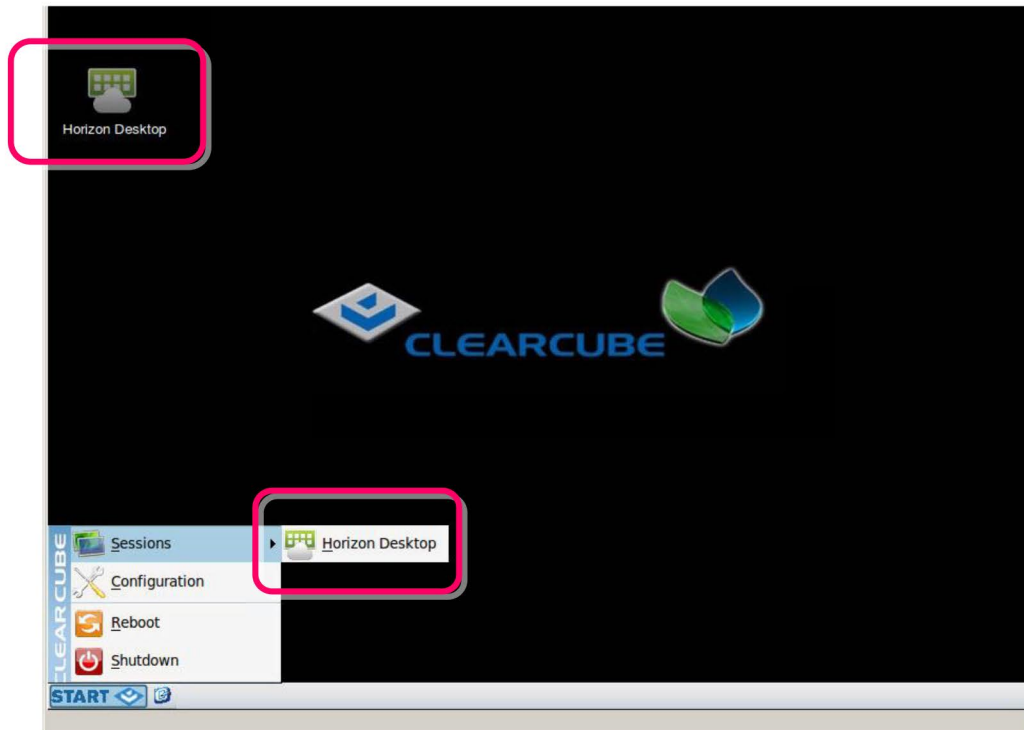 Horizon Desktop
CLEARCUBE
CLEARCUBE
Sessions
Horizon Desktop
Configuration
Reboot
Shutdown
START